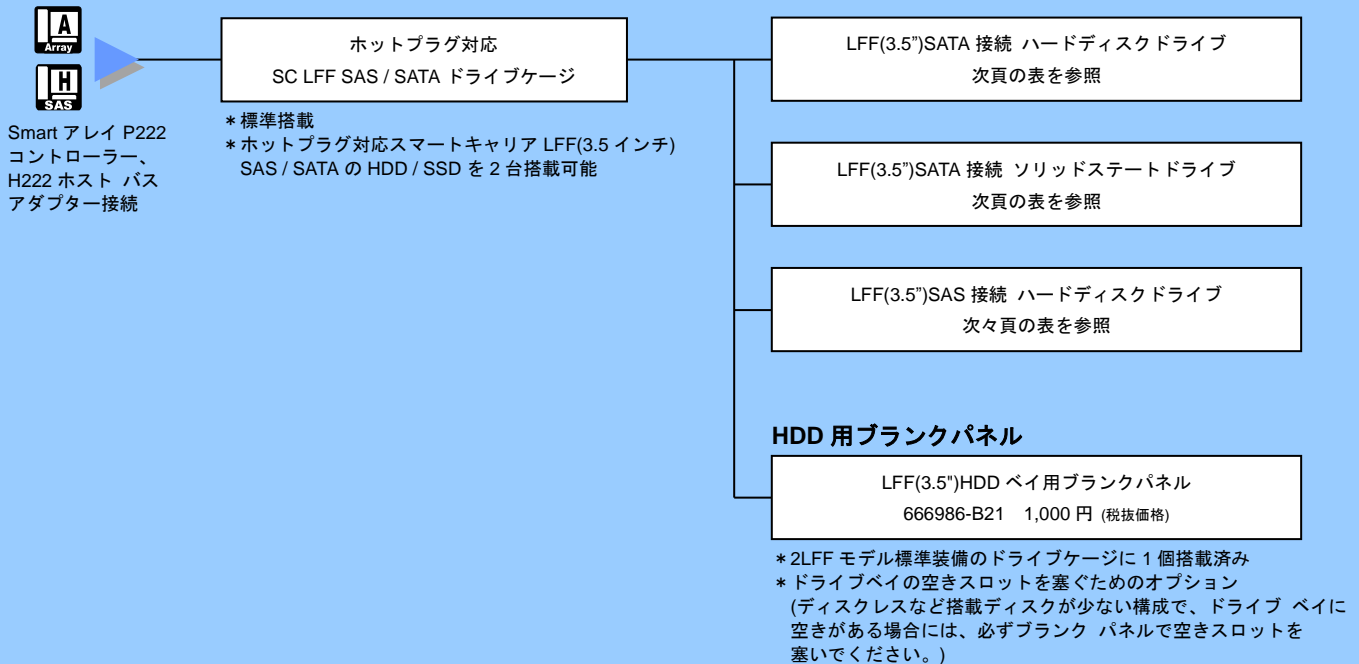 A
Array
H
SAS
Smart アレイ P222
コントローラー、
H222 ホスト バス
アダプター接続
ホットプラグ対応
SC LFF SAS / SATA ドライブケージ
*標準搭載
*ホットプラグ対応スマートキャリア LFF(3.5 インチ)
SAS / SATA の HDD / SSD を 2 台搭載可能
LFF(3.5”)SATA 接続 ハードディスクドライブ
次頁の表を参照
LFF(3.5”)SATA 接続 ソリッドステートドライブ
次頁の表を参照
LFF(3.5”)SAS 接続 ハードディスクドライブ
次々頁の表を参照
HDD 用ブランクパネル
LFF(3.5")HDD ベイ用ブランクパネル
666986-B21 1,000 円 (税抜価格)
*2LFF モデル標準装備のドライブケージに 1 個搭載済み
*ドライブベイの空きスロットを塞ぐためのオプション
(ディスクレスなど搭載ディスクが少ない構成で、ドライブ ベイに
空きがある場合には、必ずブランク パネルで空きスロットを
塞いでください。)